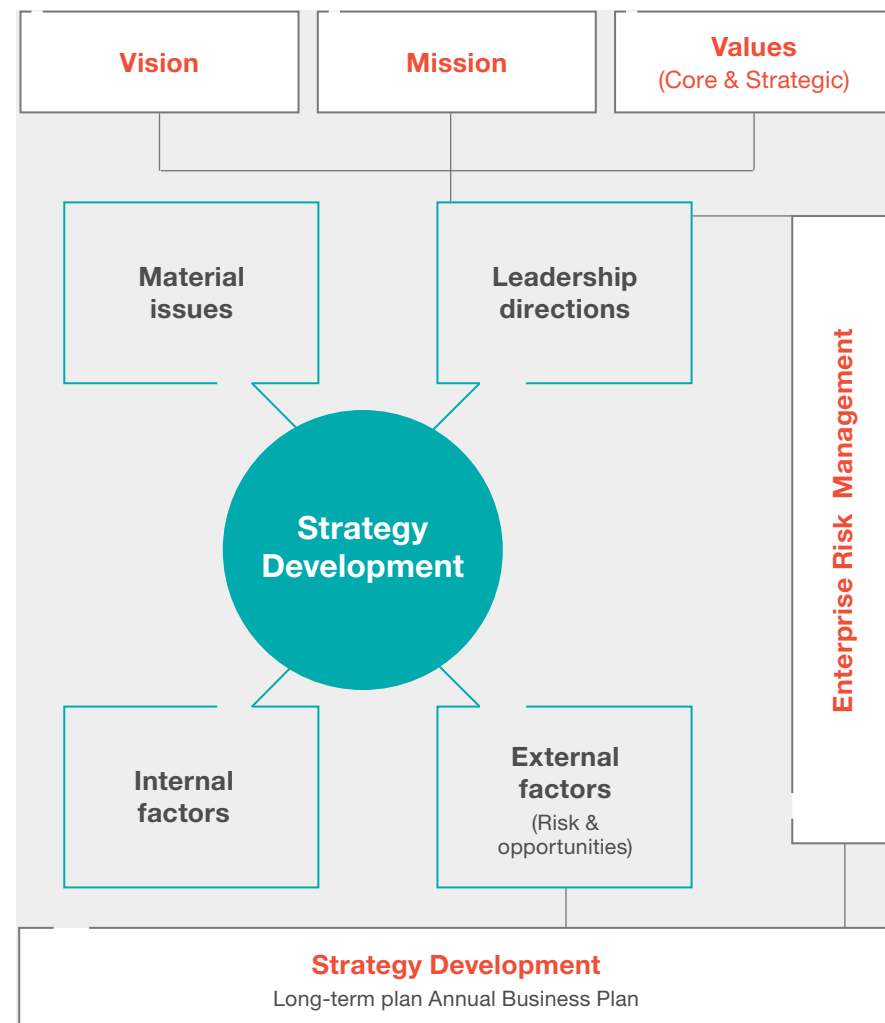 Vision
Mission
Values
(Core & Strategic)
Material
issues
Leadership
directions
Enterprise Risk Management
Strategy
Development
Internal
factors
External
factors
(Risk &
opportunities)
Strategy Development
Long-term plan Annual Business Plan